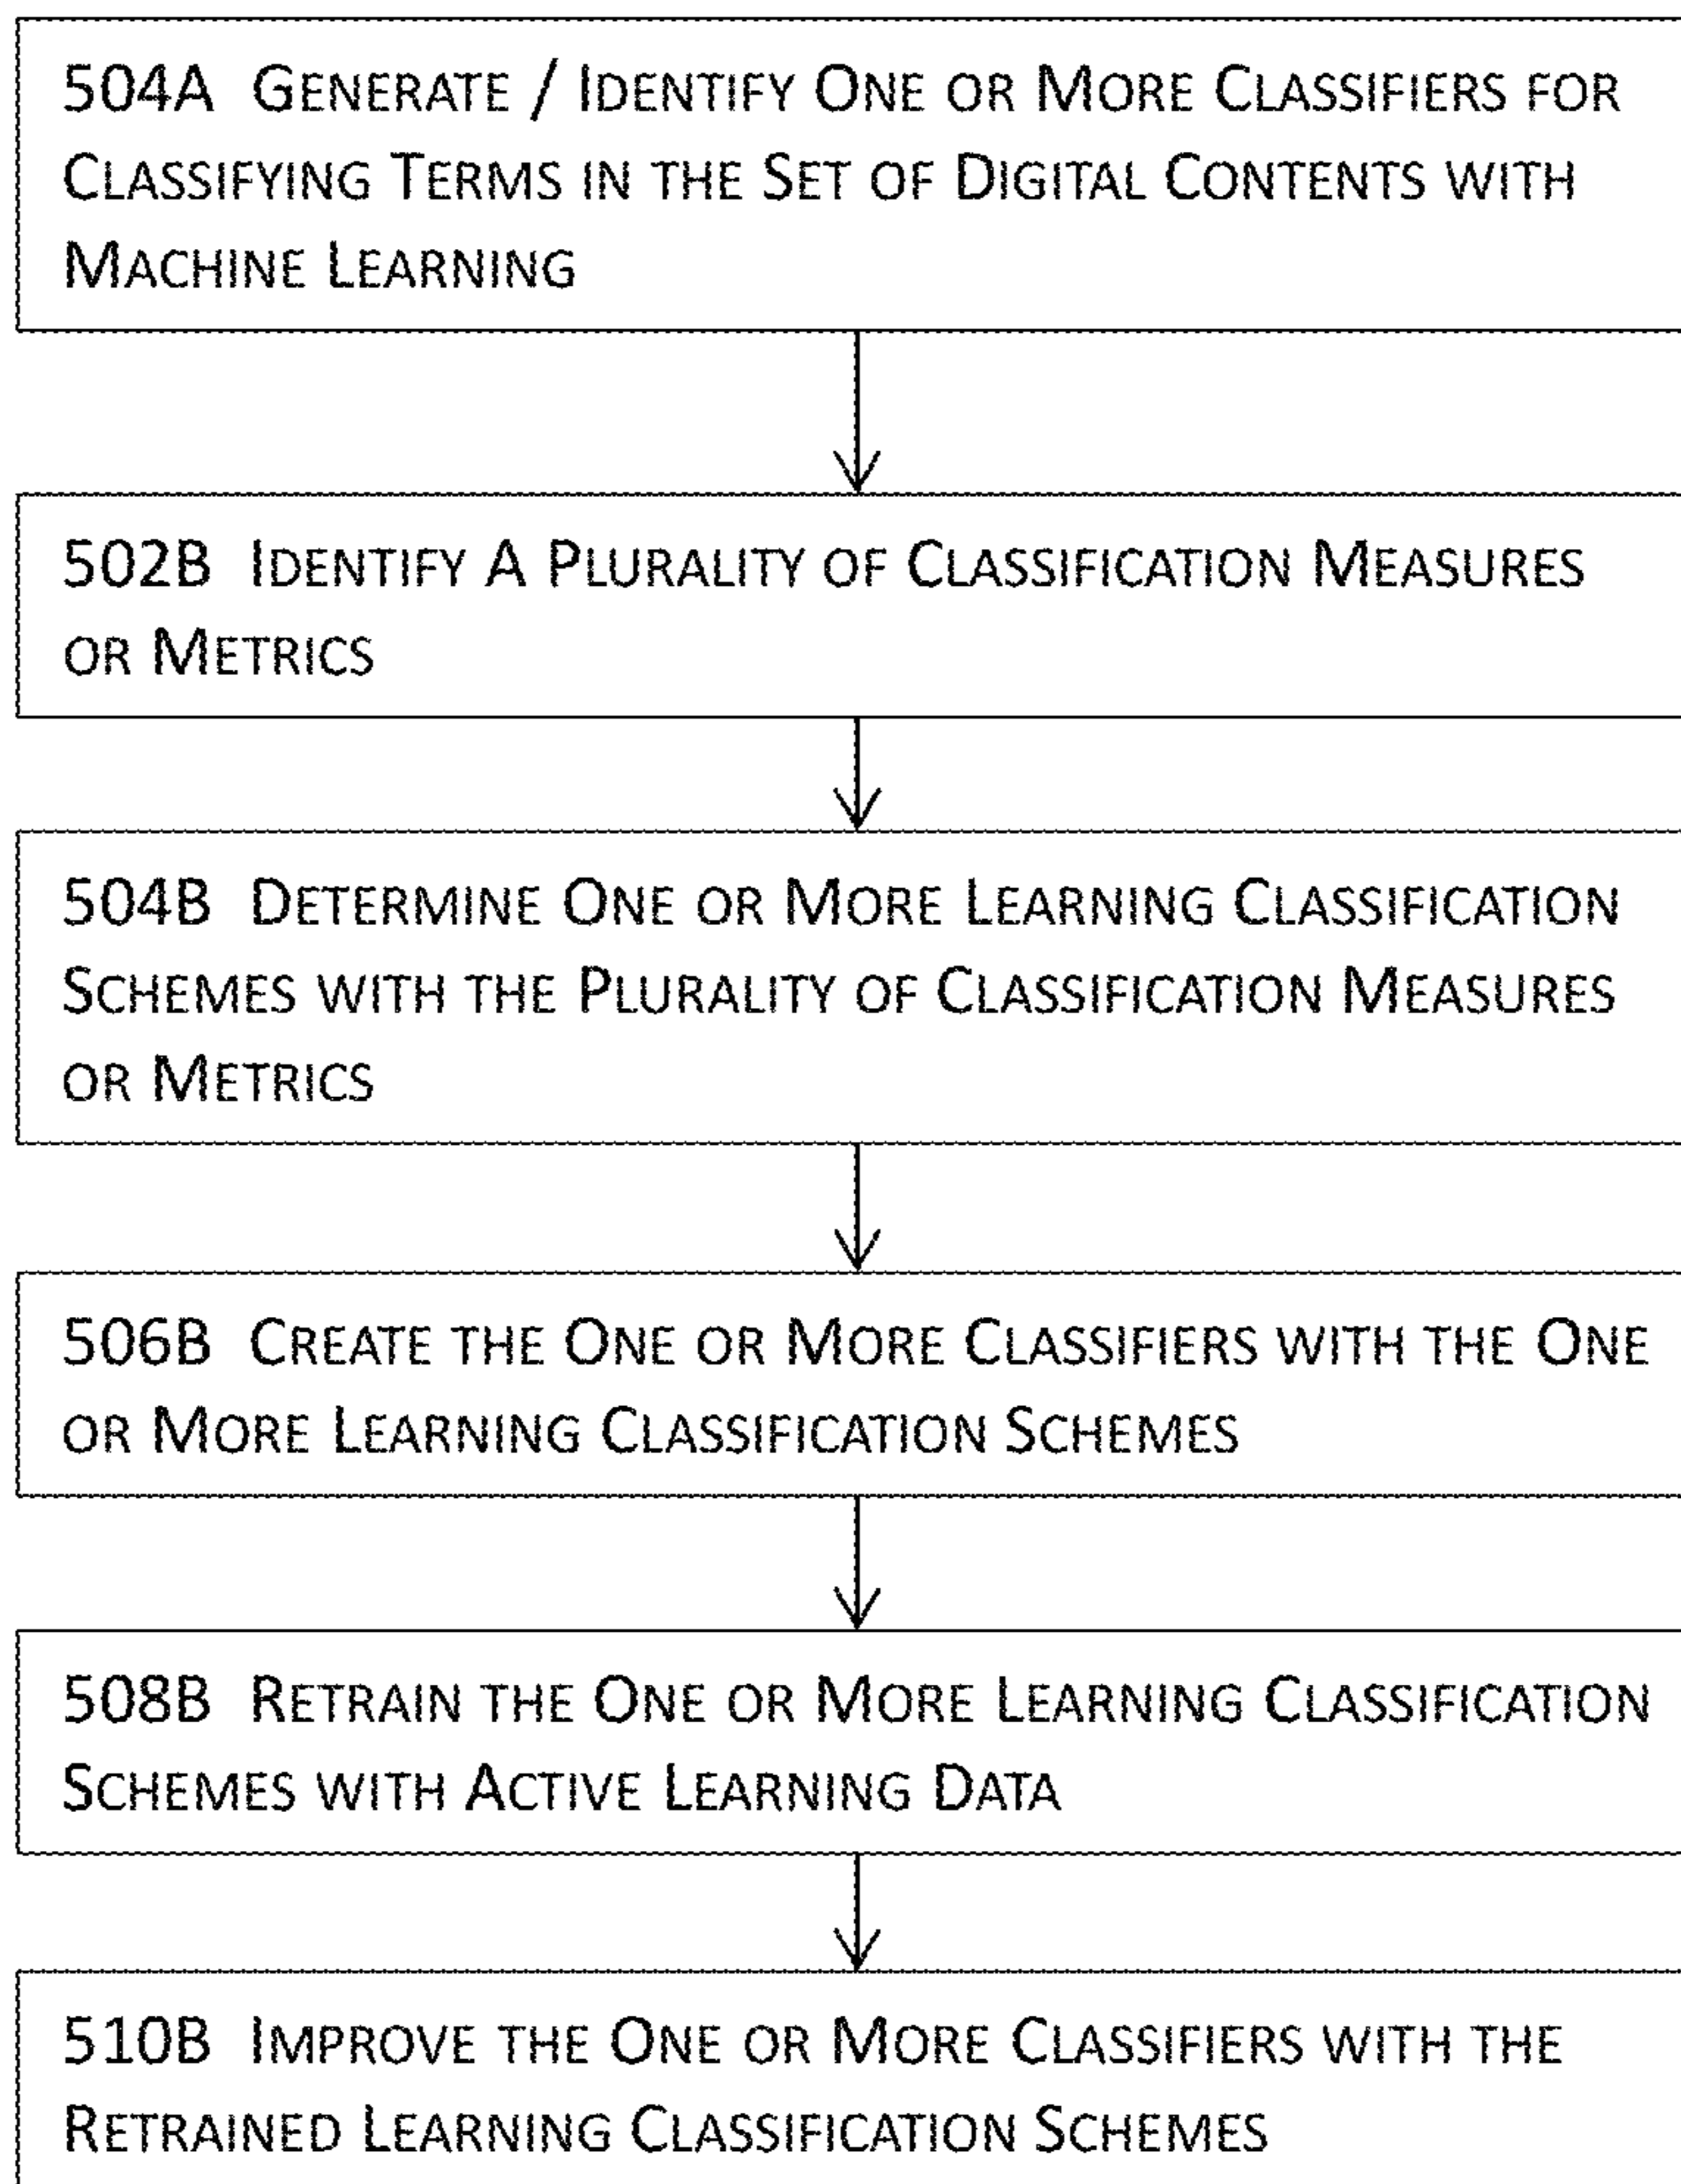 504A GENERATE / IDENTIFY ONE OR MORE CLASSIFIERS FOR
CLASSIFYING TERMS IN THE SET OF DIGITAL CONTENTS WITH
MACHINE LEARNING
502B IDENTIFY A PLURALITY OF CLASSIFICATION MEASURES
OR METRICS
504B DETERMINE ONE OR MORE LEARNING CLASSIFICATION
SCHEMES WITH THE PLURALITY OF CLASSIFICATION MEASURES
OR METRICS
506B CREATE THE ONE OR MORE CLASSIFIERS WITH THE ONE
OR MORE LEARNING CLASSIFICATION SCHEMES
508B RETRAIN THE ONE OR MORE LEARNING CLASSIFICATION
SCHEMES WITH ACTIVE LEARNING DATA
510B IMPROVE THE ONE OR MORE CLASSIFIERS WITH THE
RETRAINED LEARNING CLASSIFICATION SCHEMES